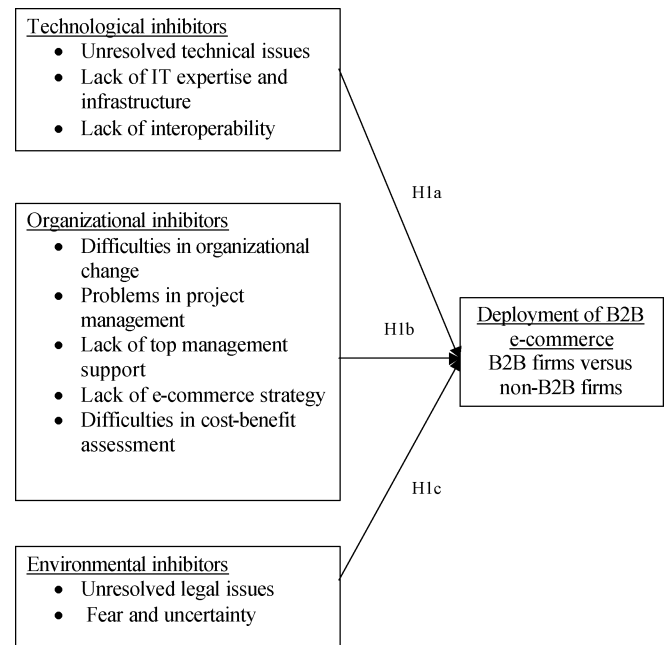 Technological inhibitors
• Unresolved technical issues
• Lack of IT expertise and
infrastructure
• Lack of interoperability
H1a
Organizational inhibitors
• Difficulties in organizational
change
• Problems in project
management
• Lack of top management
support
• Lack of e-commerce strategy
• Difficulties in cost-benefit
assessment
H1b
Deployment of B2B
e-commerce
B2B firms versus
non-B2B firms
H1c
Environmental inhibitors
• Unresolved legal issues
• Fear and uncertainty